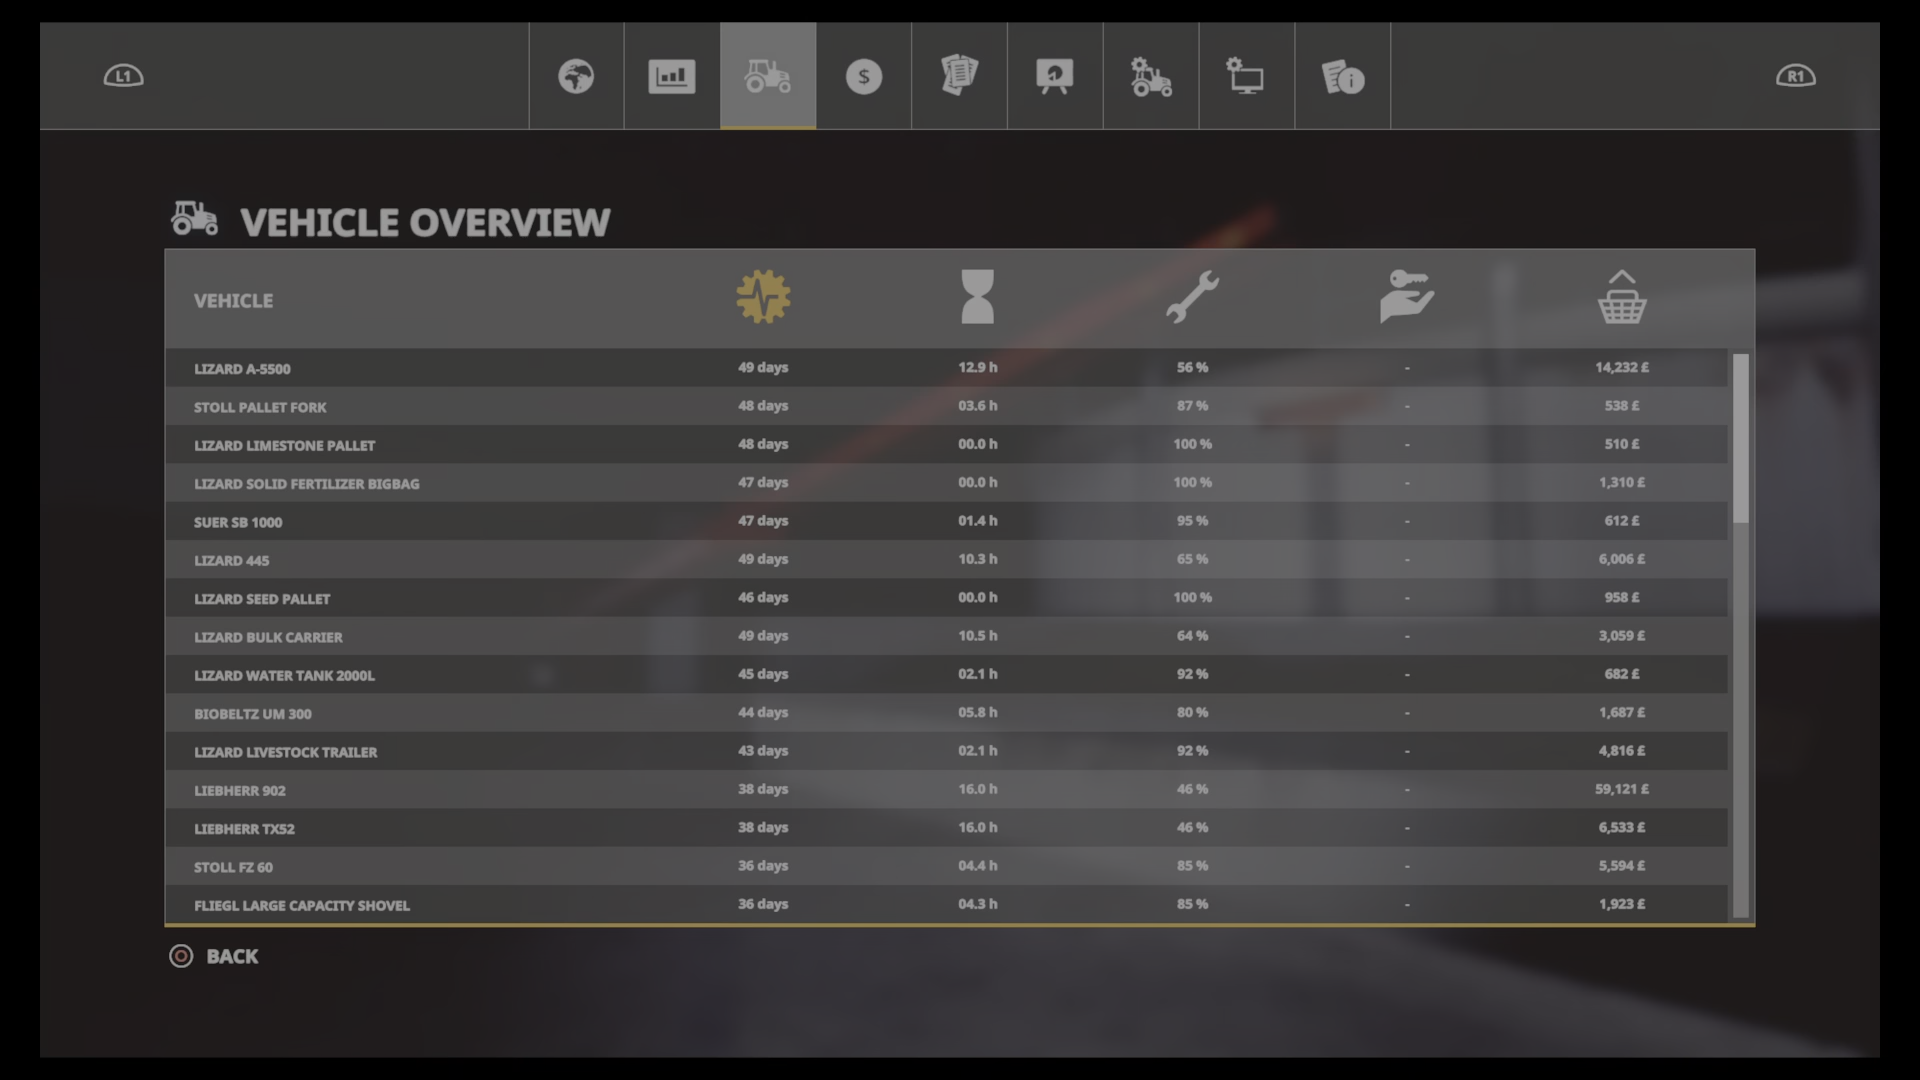 L1
$
R1
VEHICLE OVERVIEW
VEHICLE
LIZARD A-5500 49 days 12.9 h 56 % - 14,232 £
STOLL PALLET FORK 48 days 03.6 h 87 % - 538 £
LIZARD LIMESTONE PALLET 48 days 00.0 h 100 % - 510 £
LIZARD SOLID FERTILIZER BIGBAG 47 days 00.0 h 100 % - 1,310 £
SUER SB 1000 47 days 01.4 h 95 % - 612 £
LIZARD 445 49 days 10.3 h 65 % - 6,006 £
LIZARD SEED PALLET 46 days 00.0 h 100 % - 958 £
LIZARD BULK CARRIER 49 days 10.5 h 64 % - 3,059 £
LIZARD WATER TANK 2000L 45 days 02.1 h 92 % - 682 £
BIOBELTZ UM 300 44 days 05.8 h 80 % - 1,687 £
LIZARD LIVESTOCK TRAILER 43 days 02.1 h 92 % - 4,816 £
LIEBHERR 902 38 days 16.0 h 46 % - 59,121 £
LIEBHERR TX52 38 days 16.0 h 46 % - 6,533 £
STOLL FZ 60 36 days 04.4 h 85 % - 5,594 £
FLIEGL LARGE CAPACITY SHOVEL 36 days 04.3 h 85 % - 1,923 £
BACK